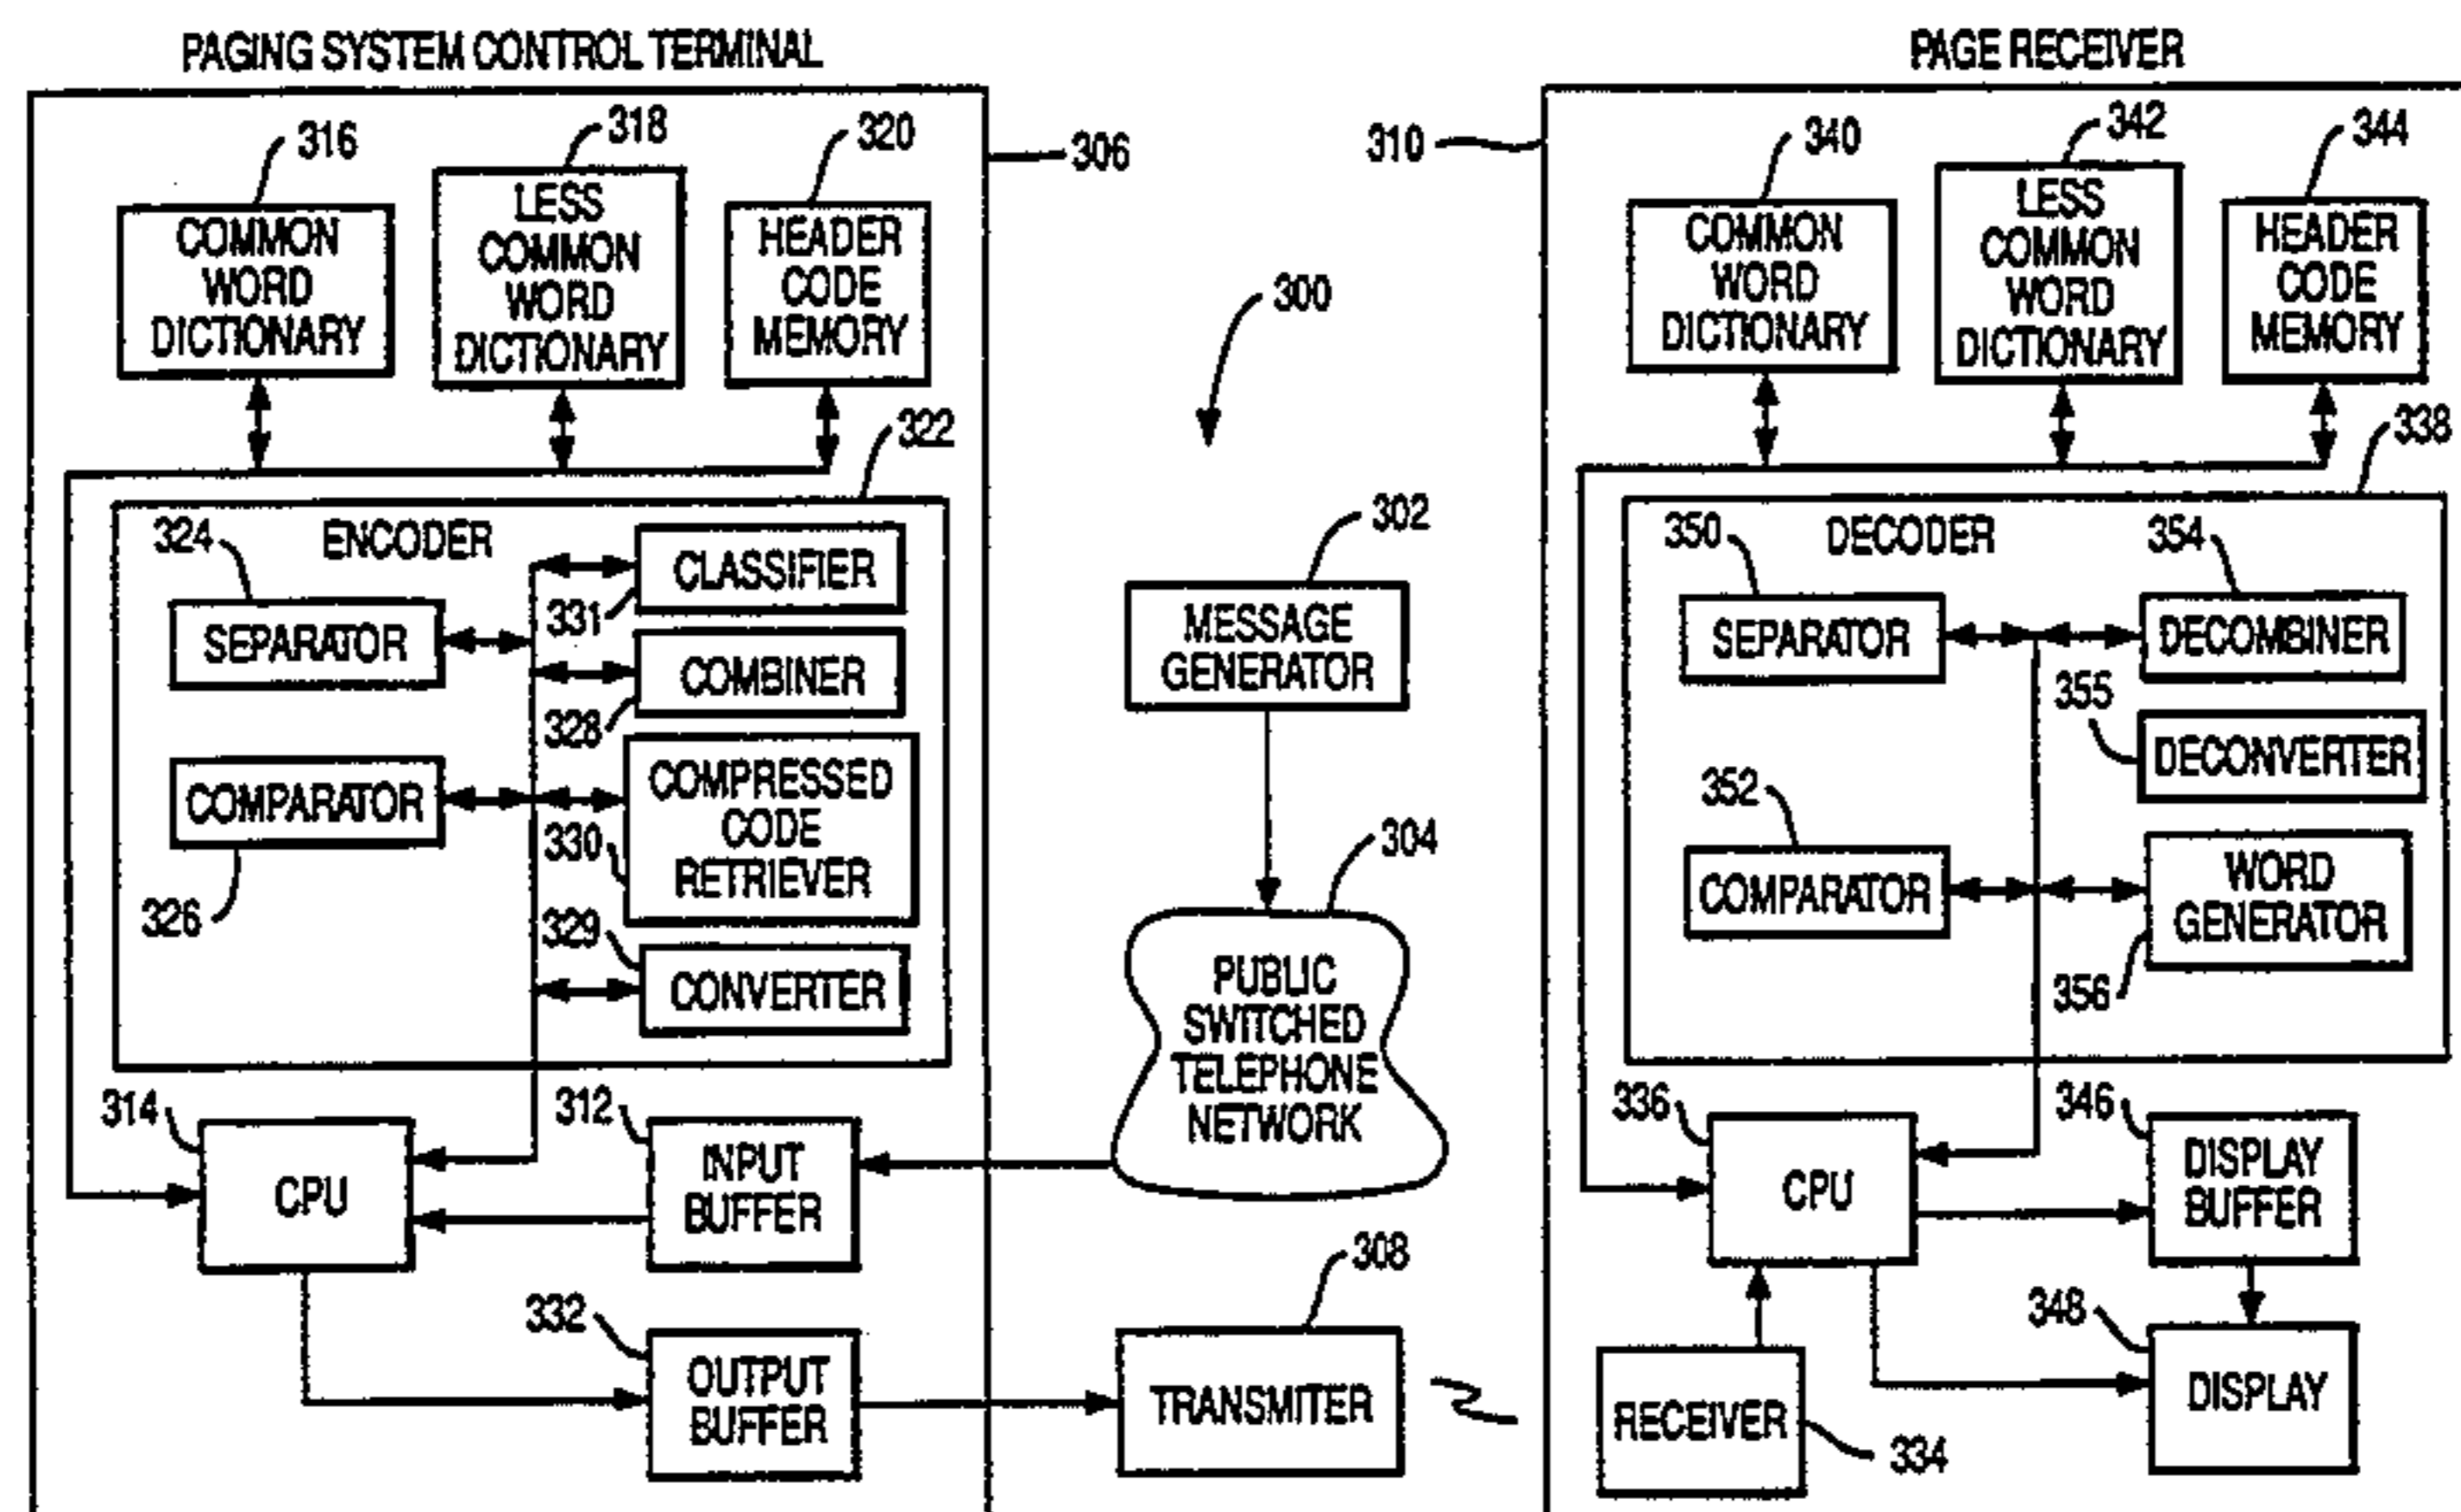 PAGING SYSTEM CONTROL TERMINAL
316
318
320
306
COMMON
WORD
DICTIONARY
LESS
COMMON
WORD
DICTIONARY
HEADER
CODE
MEMORY
322
ENCODER
324
SEPARATOR
CLASSIFIER
331
COMBINER
328
COMPARATOR
326
COMPRESSED
CODE
RETRIEVER
330
329
CONVERTER
314
CPU
312
INPUT
BUFFER
332
OUTPUT
BUFFER
300
302
MESSAGE
GENERATOR
304
PUBLIC
SWITCHED
TELEPHONE
NETWORK
308
TRANSMITER
PAGE RECEIVER
310
340
342
344
COMMON
WORD
DICTIONARY
LESS
COMMON
WORD
DICTIONARY
HEADER
CODE
MEMORY
338
DECODER
350
SEPARATOR
354
DECOMBINER
355
DECONVERTER
352
COMPARATOR
WORD
GENERATOR
356
336
CPU
346
DISPLAY
BUFFER
348
DISPLAY
RECEIVER
334